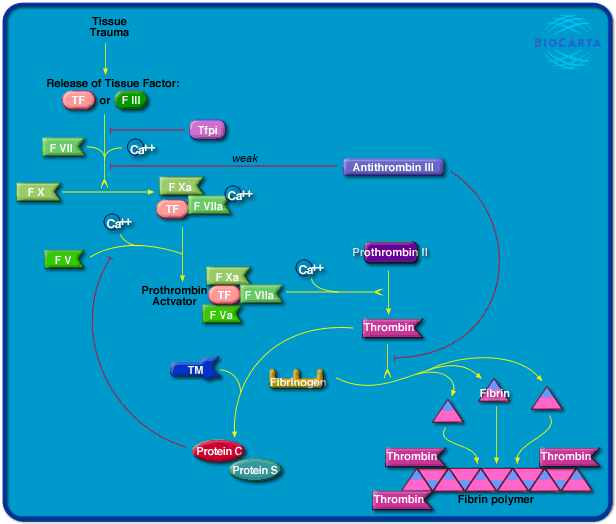 Tissue
Trauma
BIOCARTA
Release of Tissue Factor:
TF or F III
Tfpi
F VII
Ca++
weak
Antithrombin III
F X
F Xa
Ca++
TF
F VIIa
Ca++
F V
Prothrombin II
Ca++
F Xa
Prothrombin
Actvator
TF
F VIIa
F Va
Thrombin
TM
Fibrinogen
Fibrin
Protein C
Protein S
Thrombin
Thrombin
Thrombin
Fibrin polymer